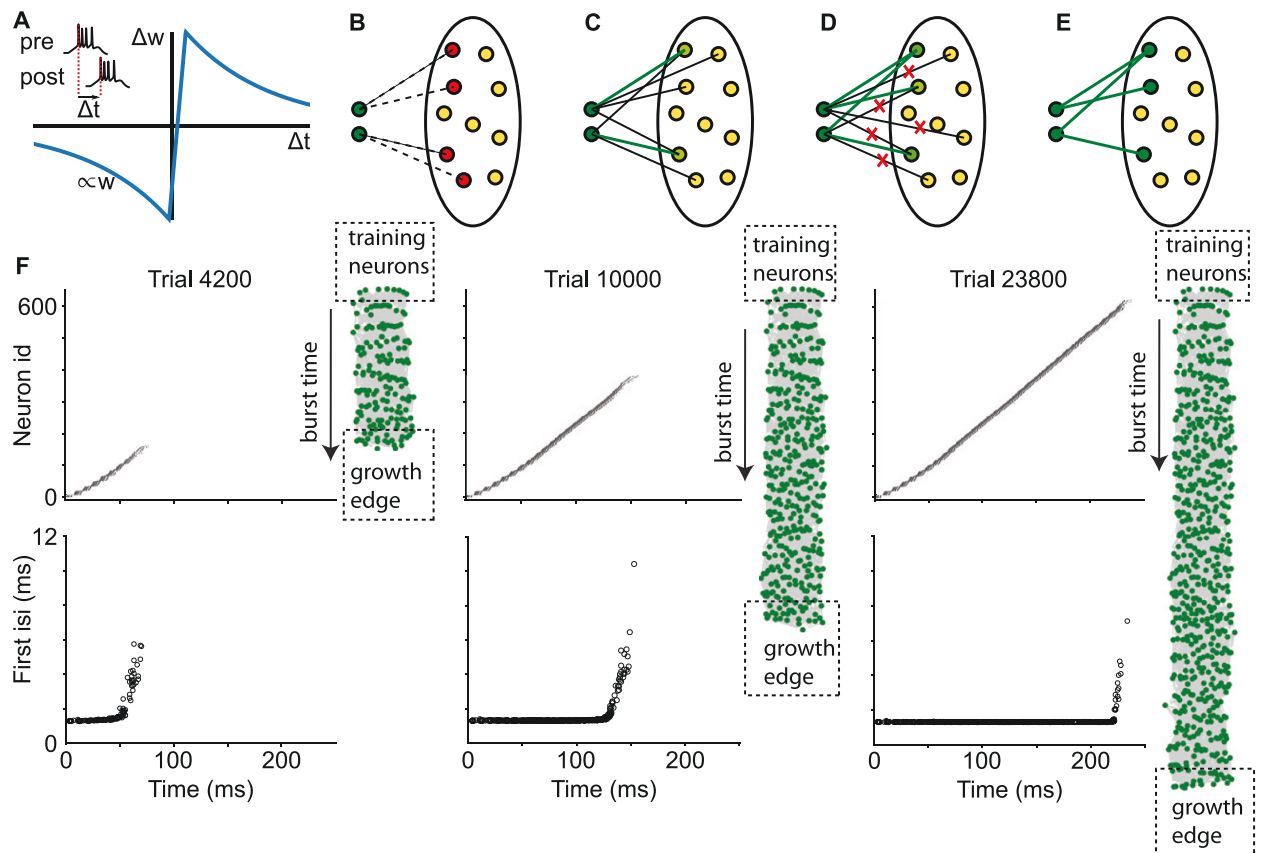 A
pre
post
Δt
Δw
Δt
∝w
B
C
D
E
F
Trial 4200
Neuron id
600
0
training
neurons
burst time
growth
edge
Trial 10000
training
neurons
burst time
growth
edge
Trial 23800
training
neurons
burst time
growth
edge
First isi (ms)
12
0
0 100 200
Time (ms)
0 100 200
Time (ms)
0 100 200
Time (ms)